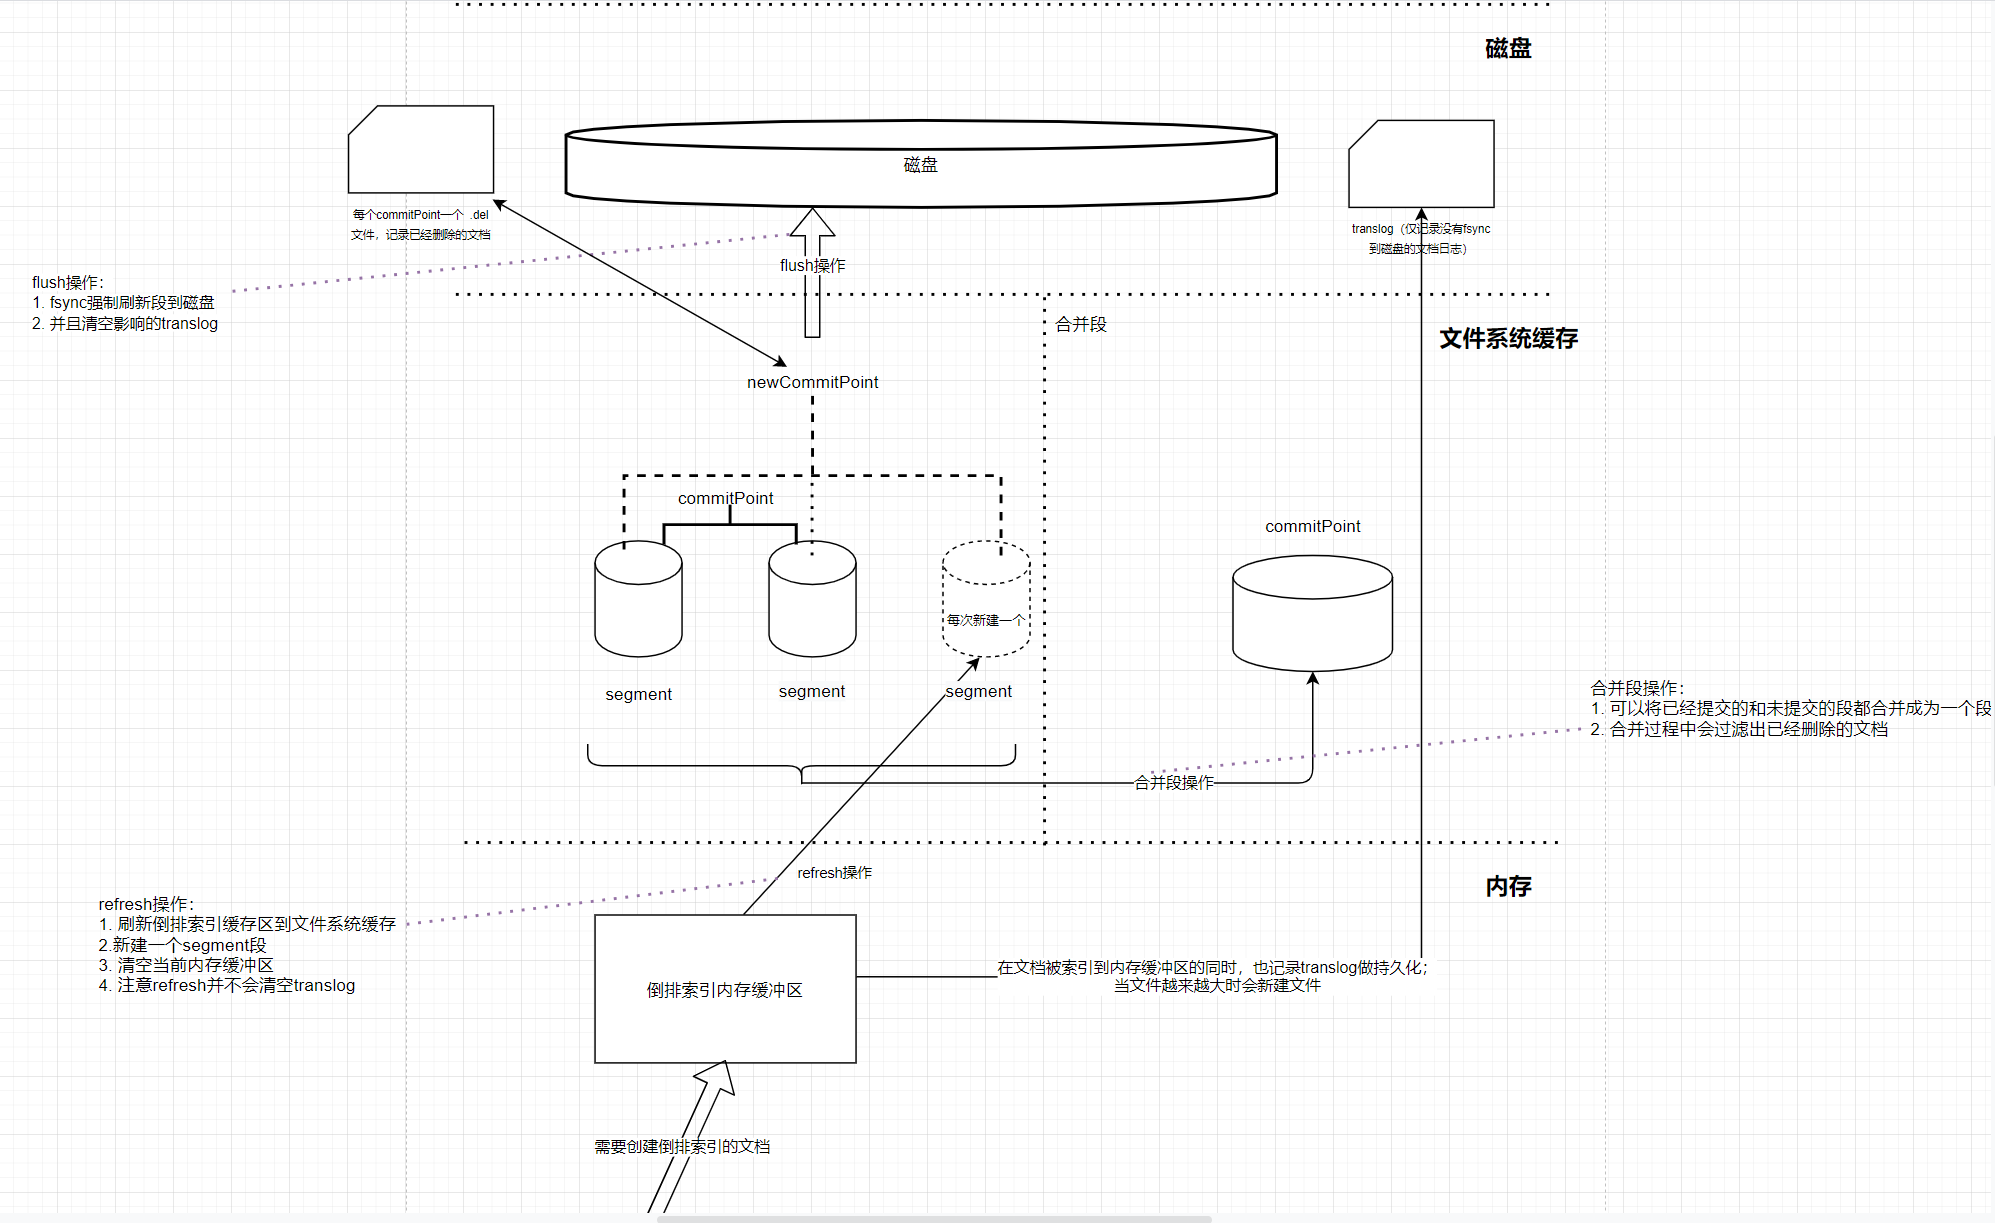 磁盘
磁盘
每个commitPoint一个 .del
文件，记录已经删除的文档
translog（仅记录没有fsync
到磁盘的文档日志）
flush操作
flush操作：
1. fsync强制刷新段到磁盘
2. 并且清空影响的translog
合并段
文件系统缓存
newCommitPoint
commitPoint
commitPoint
每次新建一个
segment
segment
segment
合并段操作：
1. 可以将已经提交的和未提交的段都合并成为一个段
2. 合并过程中会过滤出已经删除的文档
合并段操作
refresh操作
内存
refresh操作：
1. 刷新倒排索引缓存区到文件系统缓存
2.新建一个segment段
3. 清空当前内存缓冲区
4. 注意refresh并不会清空translog
倒排索引内存缓冲区
在文档被索引到内存缓冲区的同时，也记录translog做持久化；
当文件越来越大时会新建文件
需要创建倒排索引的文档